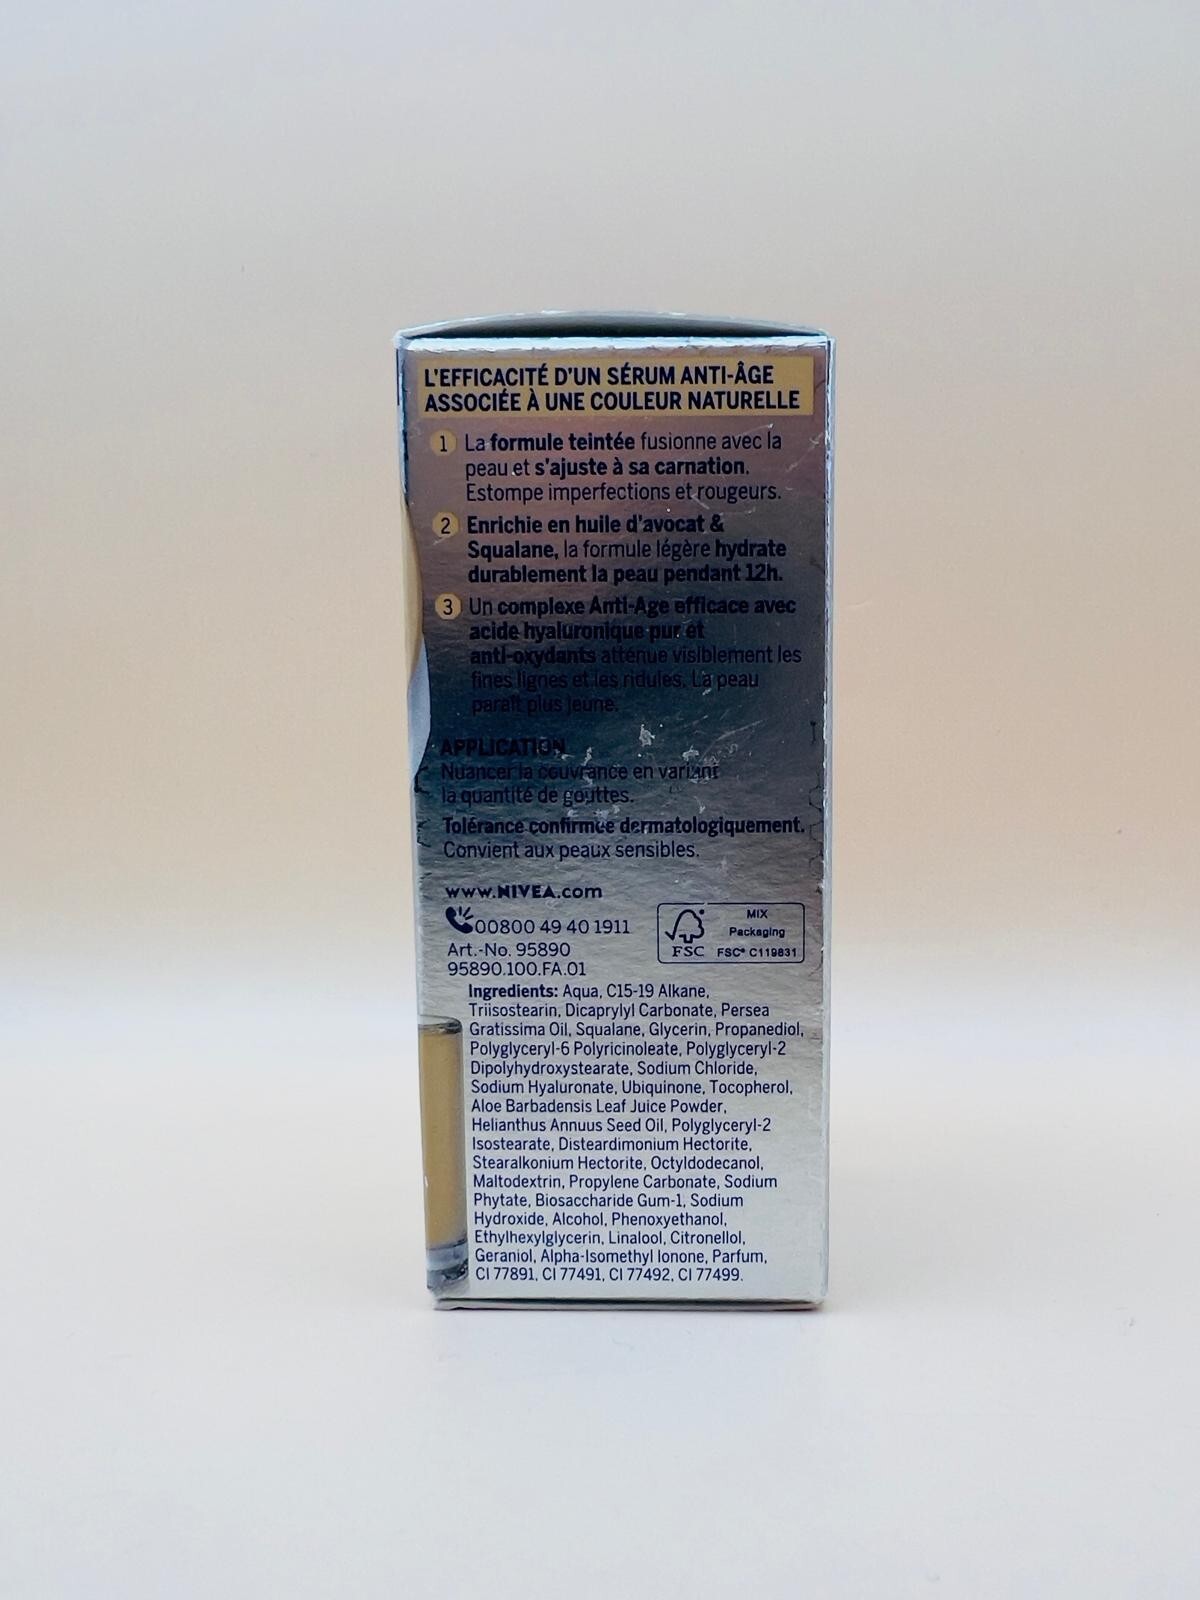 L'EFFICACITÉ D'UN SÉRUM ANTI-ÂGE
ASSOCIÉE À UNE COULEUR NATURELLE
1 La formule teintée fusionne avec la
peau et s'ajuste à sa carnation.
Estompe imperfections et rougeurs.
2 Enrichie en huile d'avocat &
Squalane, la formule légère hydrate
durablement la peau pendant 12h.
3 Un complexe Anti-Age efficace avec
acide hyaluronique pur et
anti-oxydants atténue visiblement les
fines lignes et les ridules. La peau
paraît plus jeune.
APPLICATION
Nuancer la couvrance en variant
la quantité de gouttes.
Tolérance confirmée dermatologiquement.
Convient aux peaux sensibles.
www.NIVEA.com
00800 49 40 1911
Art.-No. 95890
95890.100.FA.01
FSC
MIX
Packaging
FSC® C119831
Ingredients: Aqua, C15-19 Alkane,
Triisostearin, Dicaprylyl Carbonate, Persea
Gratissima Oil, Squalane, Glycerin, Propanediol,
Polyglyceryl-6 Polyricinoleate, Polyglyceryl-2
Dipolyhydroxystearate, Sodium Chloride,
Sodium Hyaluronate, Ubiquinone, Tocopherol,
Aloe Barbadensis Leaf Juice Powder,
Helianthus Annuus Seed Oil, Polyglyceryl-2
Isostearate, Disteardimonium Hectorite,
Stearalkonium Hectorite, Octyldodecanol,
Maltodextrin, Propylene Carbonate, Sodium
Phytate, Biosaccharide Gum-1, Sodium
Hydroxide, Alcohol, Phenoxyethanol,
Ethylhexylglycerin, Linalool, Citronellol,
Geraniol, Alpha-Isomethyl Ionone, Parfum,
CI 77891, CI 77491, CI 77492, CI 77499.